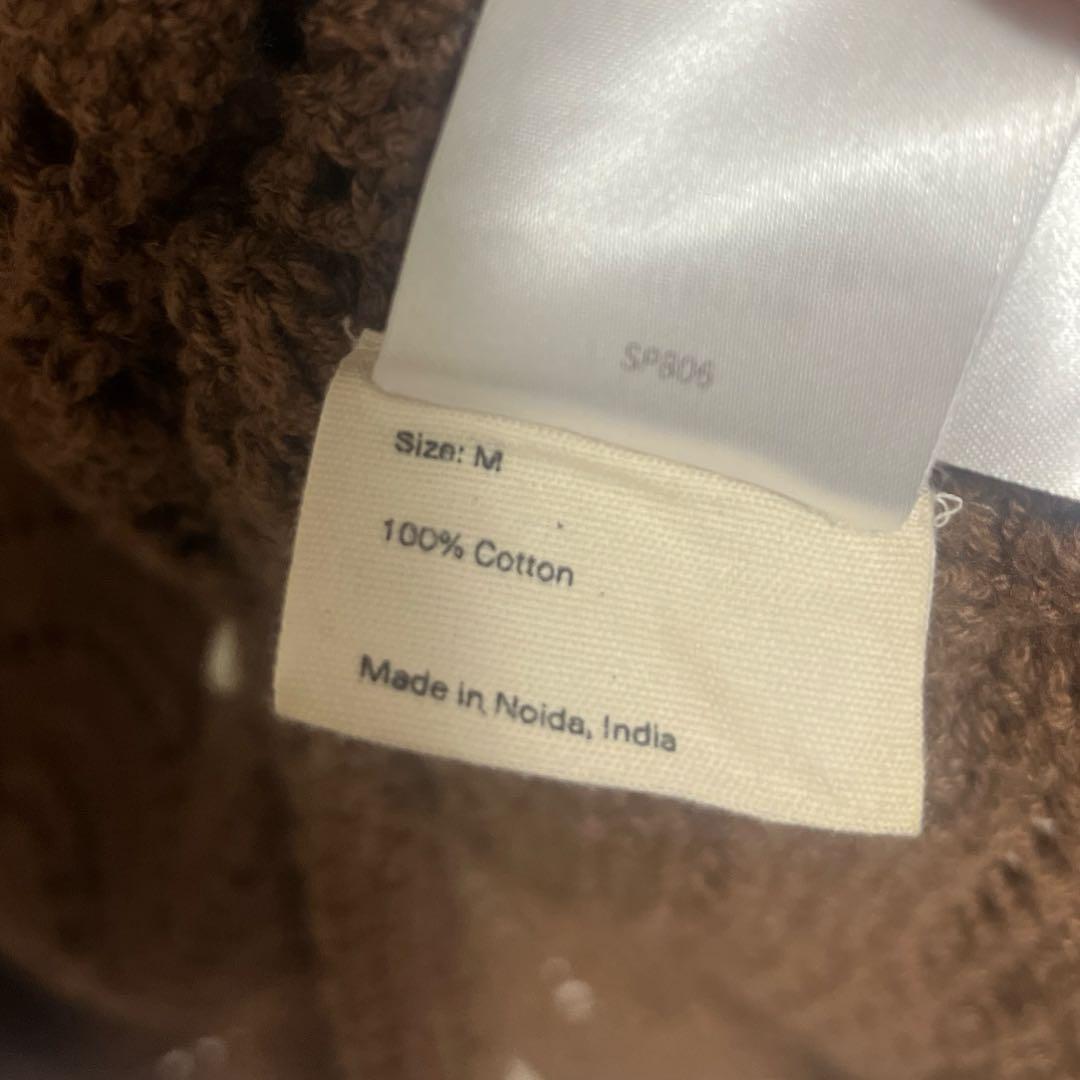 SP806
Size: M
100% Cotton
Made in Noida, India